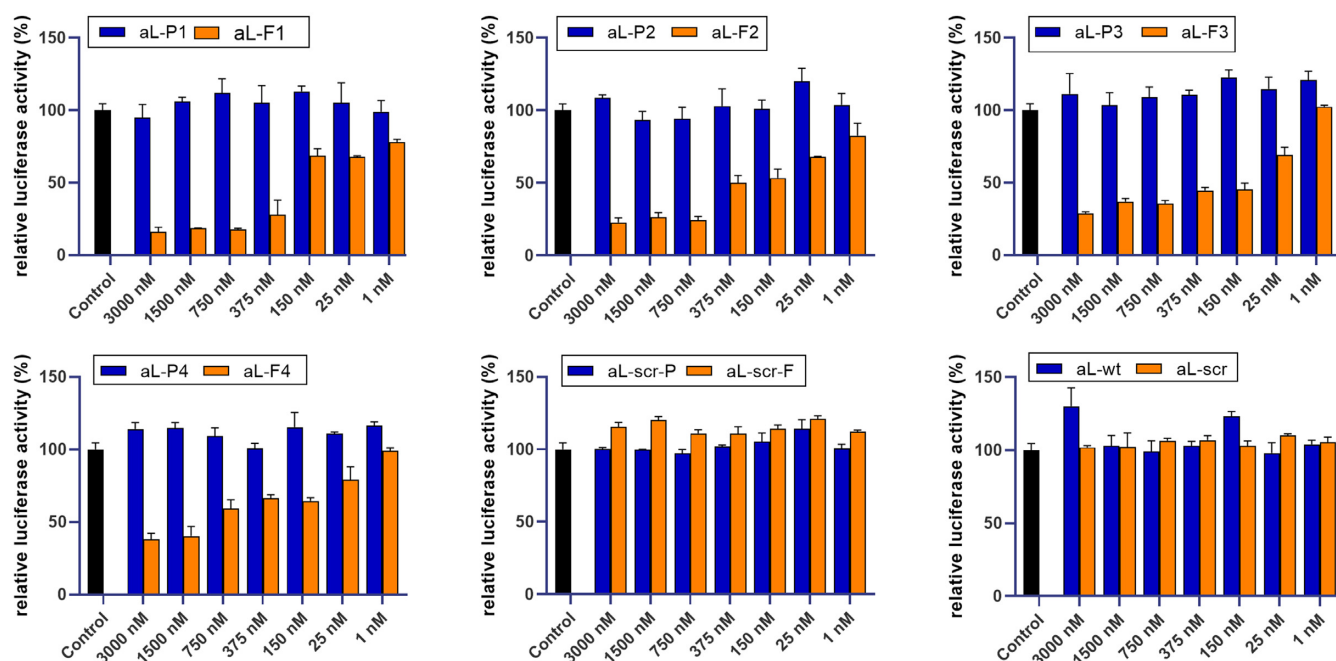 aL-P1 aL-F1
relative luciferase activity (%)
150
100
50
0
Control 3000 nM 1500 nM 750 nM 375 nM 150 nM 25 nM 1 nM
aL-P2 aL-F2
relative luciferase activity (%)
150
100
50
0
Control 3000 nM 1500 nM 750 nM 375 nM 150 nM 25 nM 1 nM
aL-P3 aL-F3
relative luciferase activity (%)
150
100
50
0
Control 3000 nM 1500 nM 750 nM 375 nM 150 nM 25 nM 1 nM
aL-P4 aL-F4
relative luciferase activity (%)
150
100
50
0
Control 3000 nM 1500 nM 750 nM 375 nM 150 nM 25 nM 1 nM
aL-scr-P aL-scr-F
relative luciferase activity (%)
150
100
50
0
Control 3000 nM 1500 nM 750 nM 375 nM 150 nM 25 nM 1 nM
aL-wt aL-scr
relative luciferase activity (%)
150
100
50
0
Control 3000 nM 1500 nM 750 nM 375 nM 150 nM 25 nM 1 nM